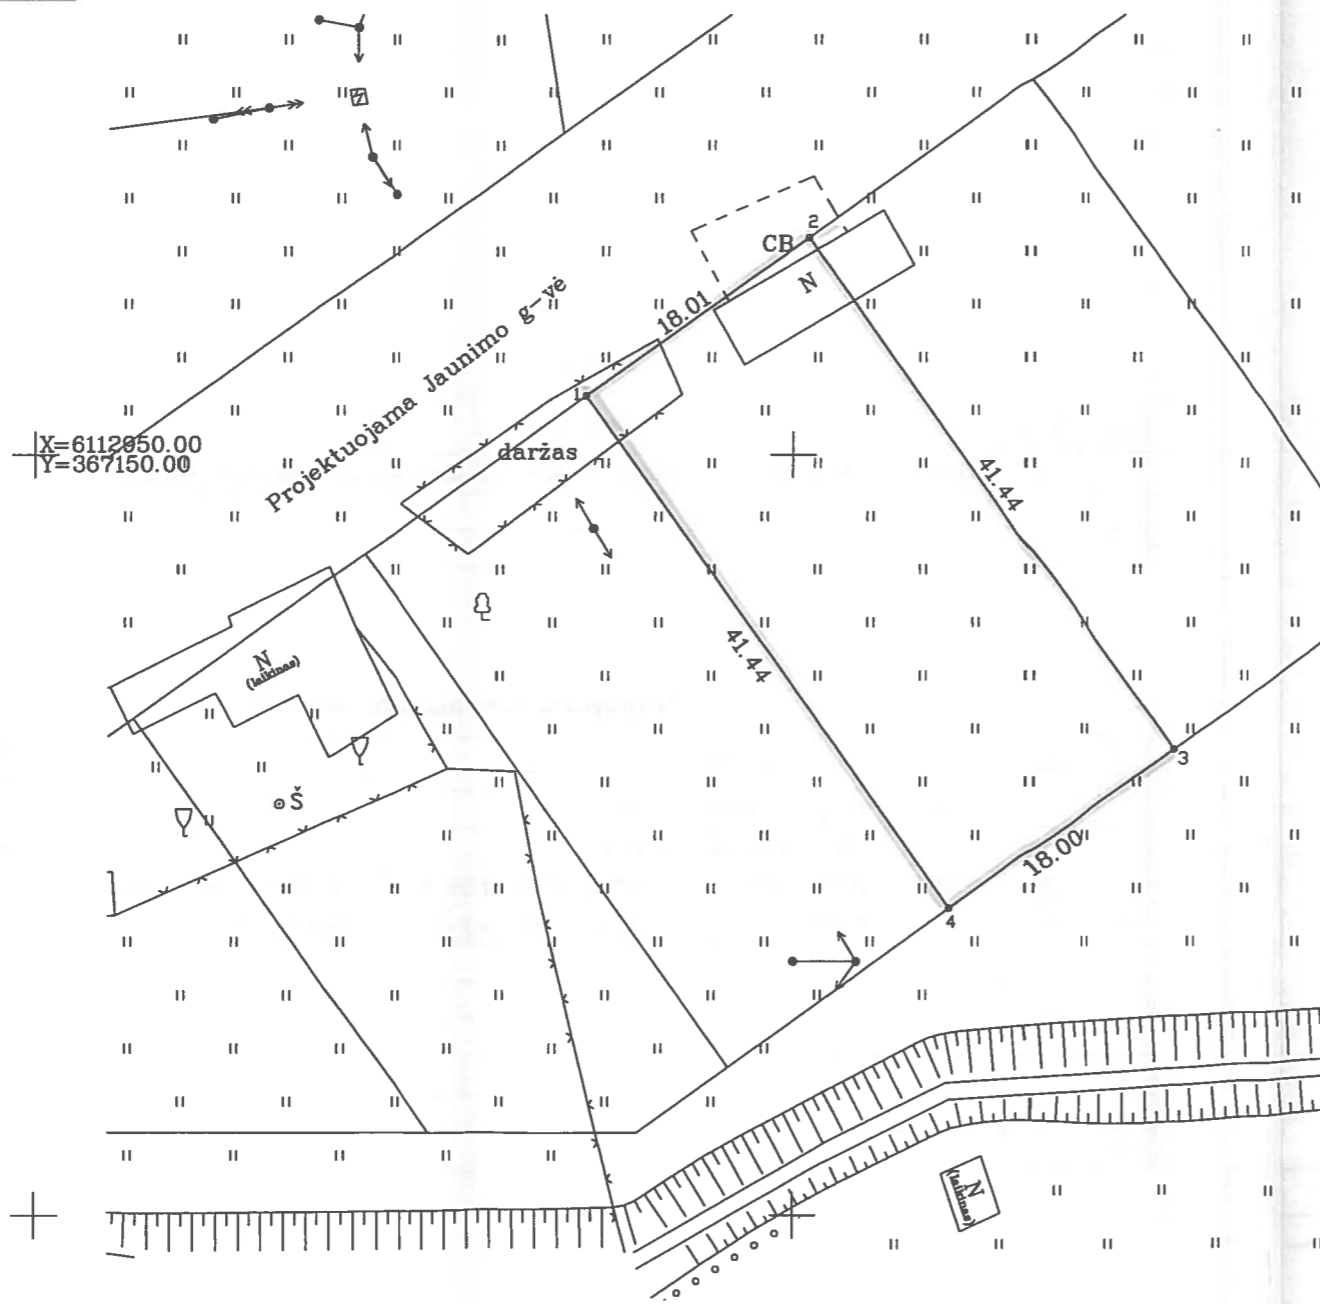 2
CB
N
18.01
Projektuojama Jaunimo g-vė
1
X=6112950.00
Y=367150.00
daržas
41.44
41.44
N
(laikinas)
Š
3
18.00
4
N
(laikinas)